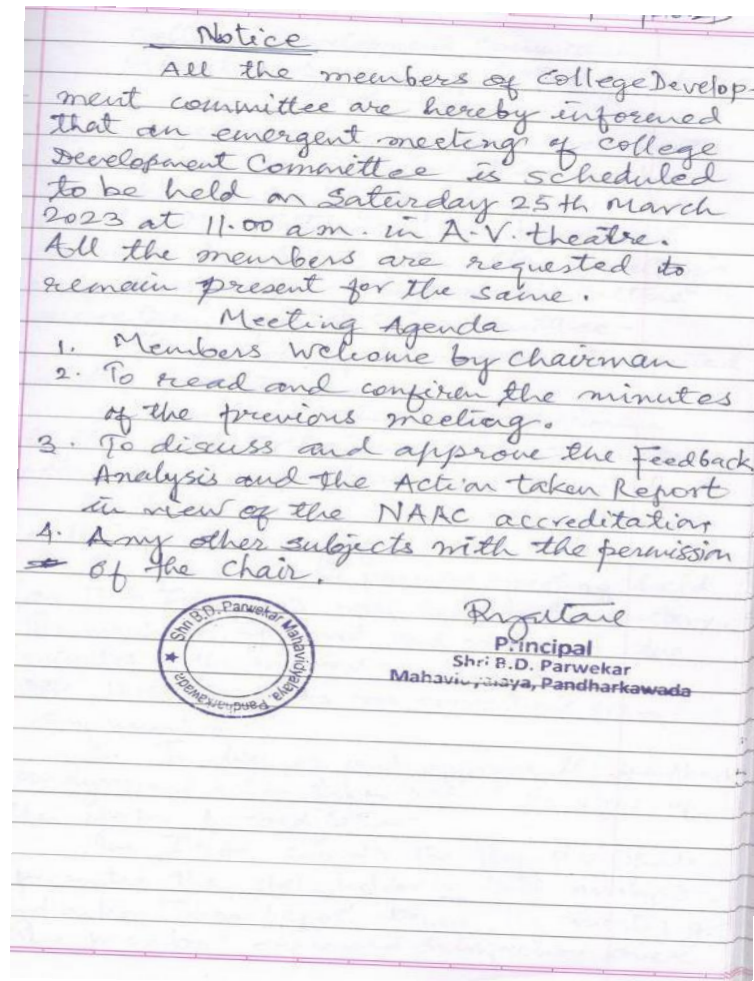 Notice
All the members of College Develop-
ment committee are hereby informed
that an emergent meeting of College
Development Committee is scheduled
to be held on Saturday 25th March
2023 at 11.00 a.m. in A.V. theatre.
All the members are requested to
remain present for the same.
Meeting Agenda
1. Members Welcome by Chairman
2. To read and confirm the minutes
of the previous meeting.
3. To discuss and approve the Feedback
Analysis and the Action taken Report
in view of the NAAC accreditation
4. Any other subjects with the permission
of the Chair.
Shri B.D. Parwekar Mahavidyalaya, Pandharkawada
Principal
Shri B.D. Parwekar
Mahavidyalaya, Pandharkawada